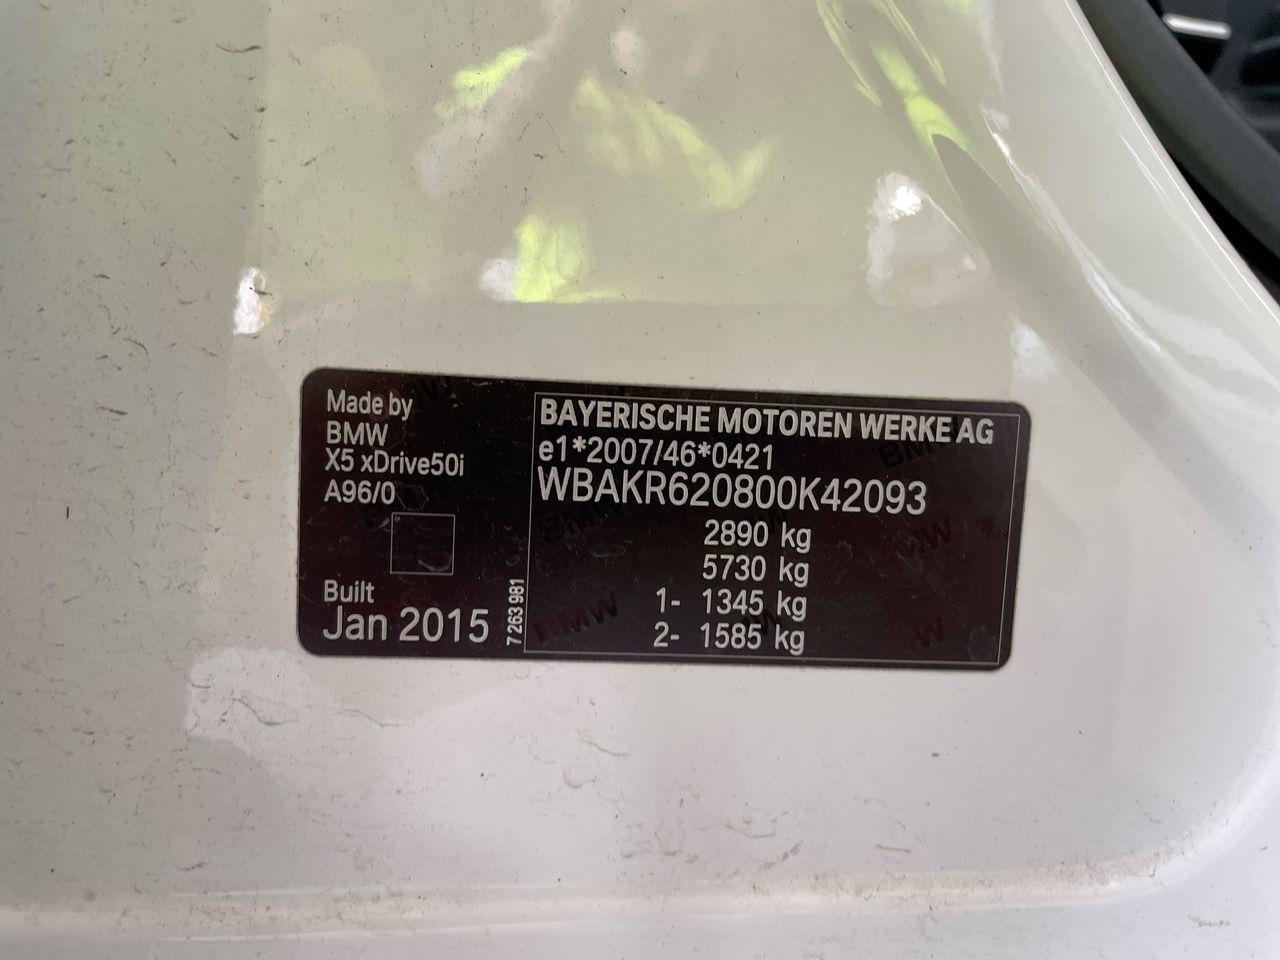 Made by
BMW
X5 xDrive50i
A96/0
Built
Jan 2015
7 263 981
BAYERISCHE MOTOREN WERKE AG
e1*2007/46*0421
WBAKR620800K42093
2890 kg
5730 kg
1- 1345 kg
2- 1585 kg